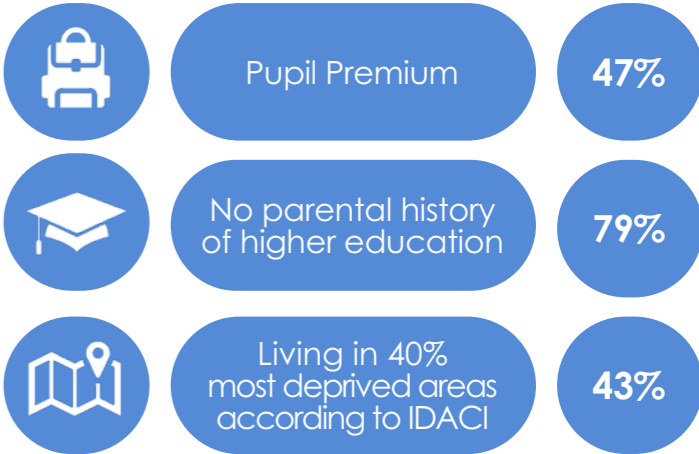 Pupil Premium
47%
No parental history
of higher education
79%
Living in 40%
most deprived areas
according to IDACI
43%